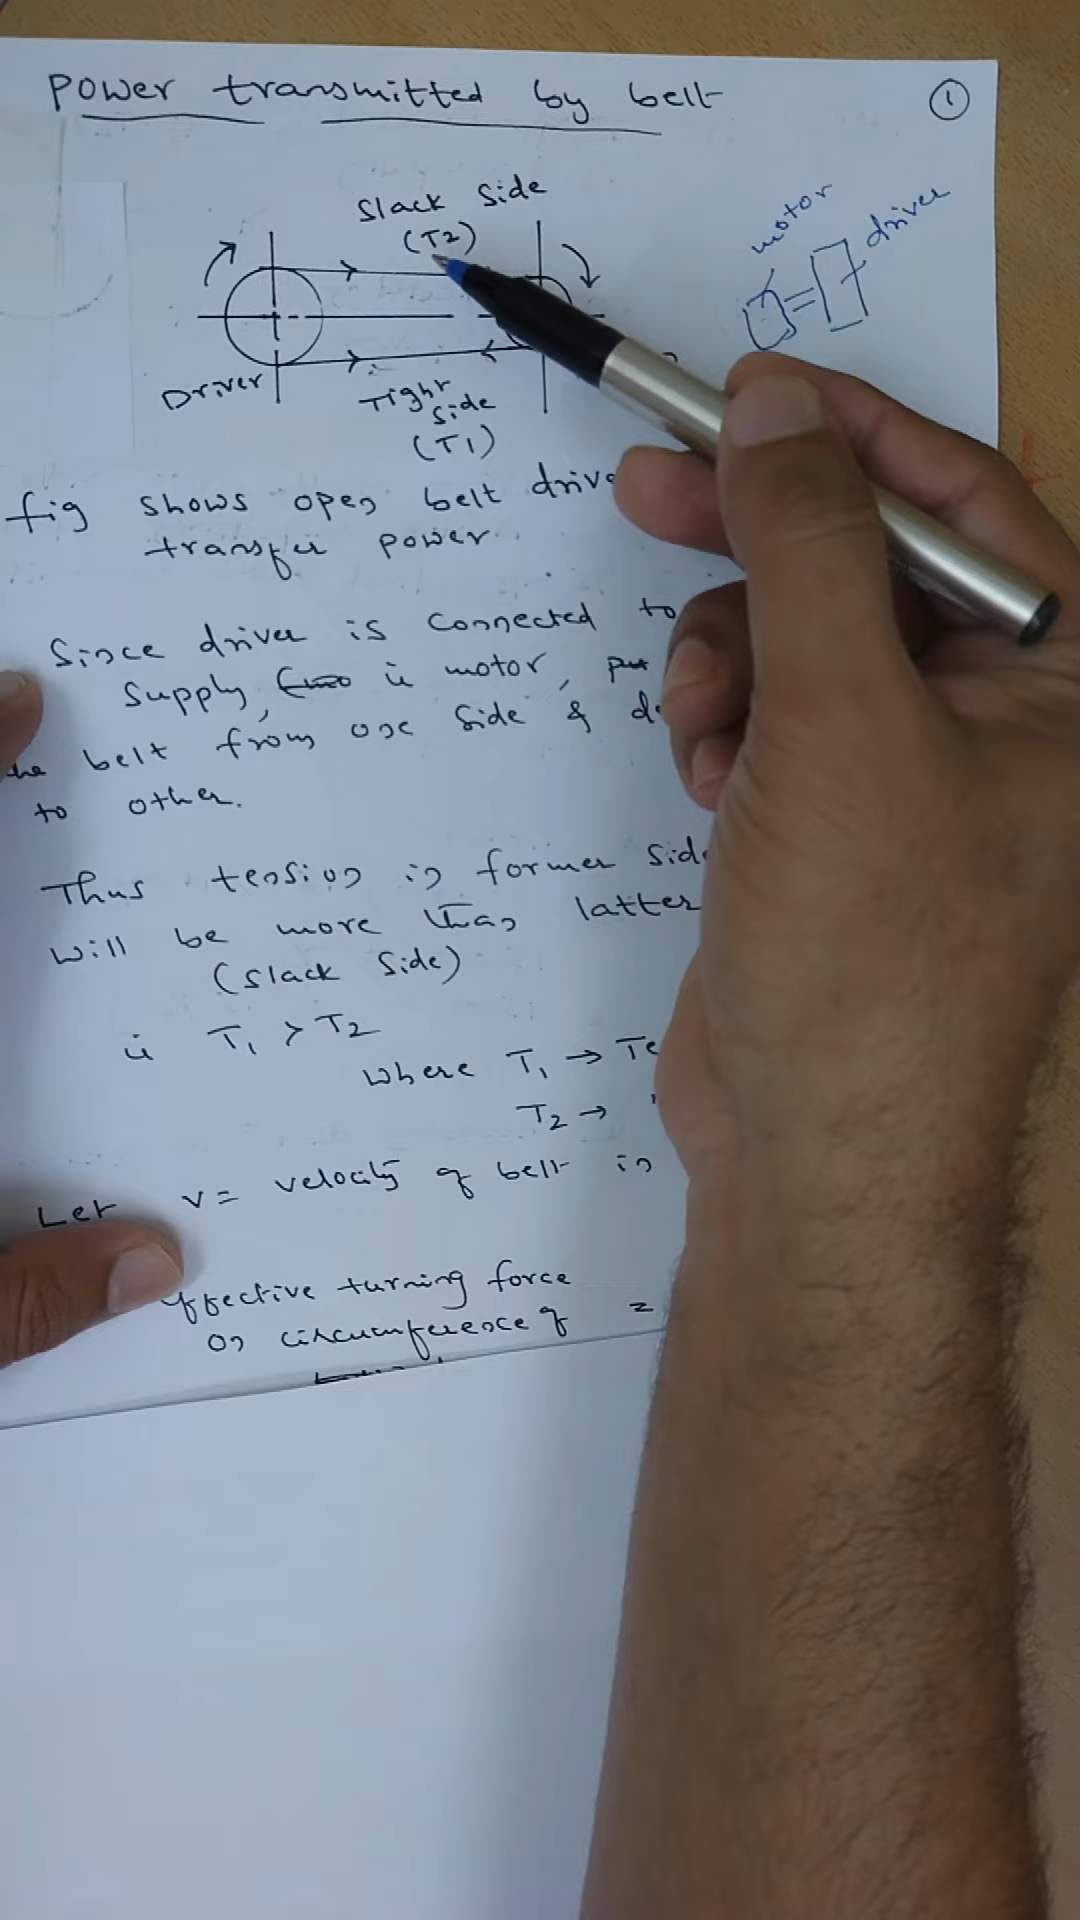 Power transmitted by belt
1
Slack Side
(T2)
motor
driver
Driver
Tight
side
(T1)
fig shows open belt drive
transfer power.
Since driver is connected to
supply, ie motor,
the belt from one side &
to other.
Thus tension in former side
will be more than latter
(slack side)
ie T1 > T2
where T1 →
T2 →
Let v = velocity of belt in
effective turning force
on circumference of =